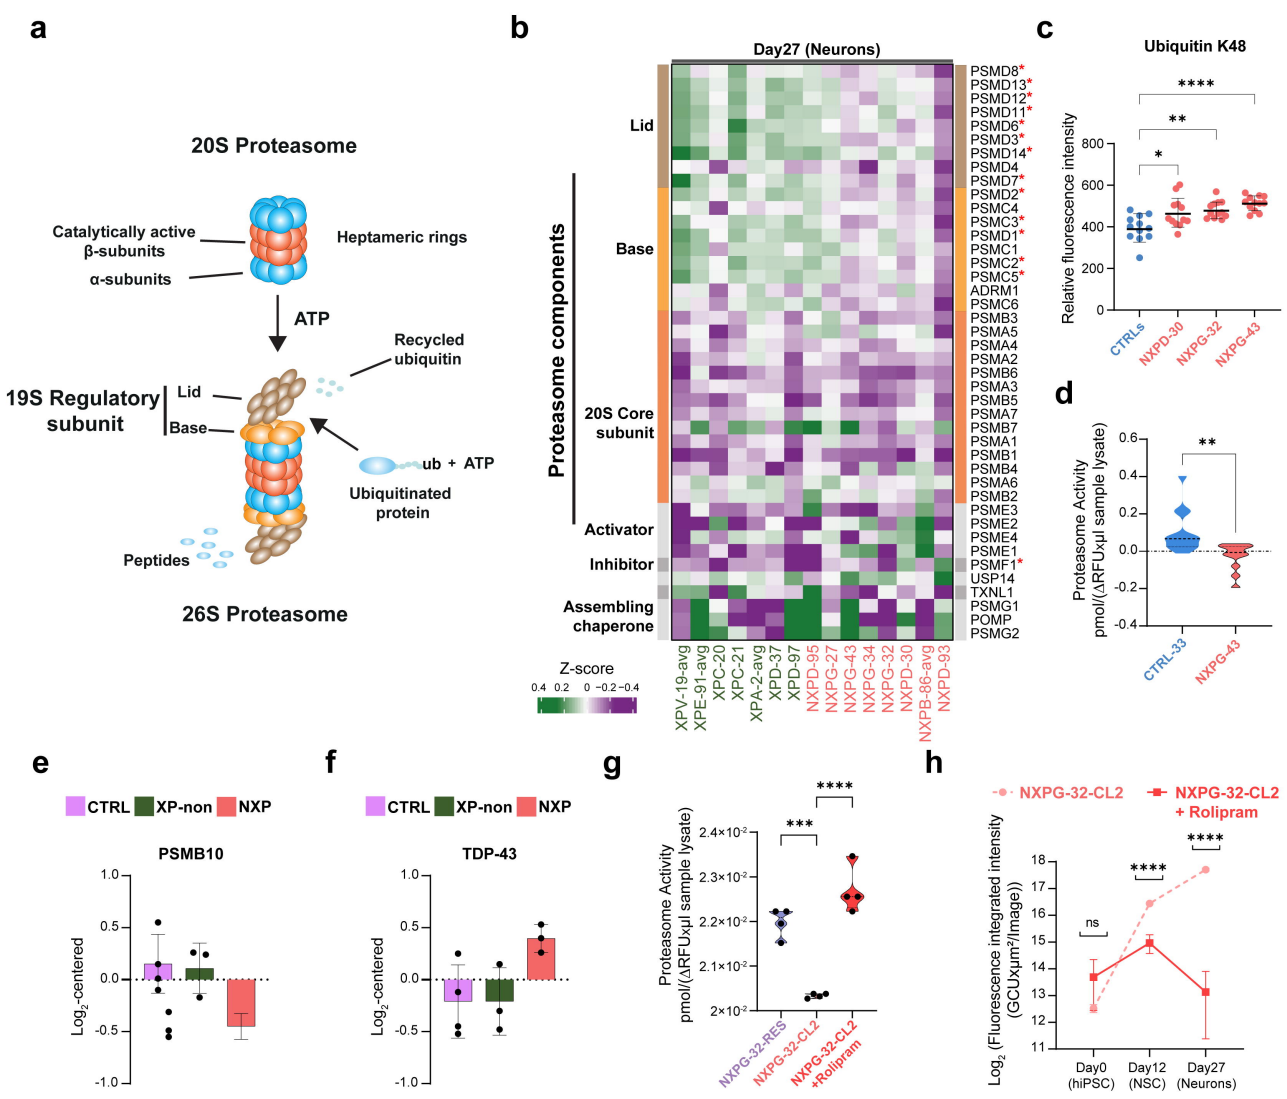 a
20S Proteasome
Catalytically active
β-subunits
α-subunits
Heptameric rings
ATP
Recycled
ubiquitin
19S Regulatory
subunit
Lid
Base
ub + ATP
Ubiquitinated
protein
Peptides
26S Proteasome
b
Day27 (Neurons)
Proteasome components
Lid
Base
20S Core
subunit
Activator
Inhibitor
Assembling
chaperone
PSMD8*
PSMD13*
PSMD12*
PSMD11*
PSMD6*
PSMD3*
PSMD14*
PSMD4
PSMD7*
PSMD2*
PSMC4
PSMC3*
PSMD1*
PSMC1
PSMC2*
PSMC5*
ADRM1
PSMC6
PSMB3
PSMA5
PSMA4
PSMA2
PSMB6
PSMA3
PSMB5
PSMA7
PSMB7
PSMA1
PSMB1
PSMB4
PSMA6
PSMB2
PSME3
PSME2
PSME4
PSME1
PSMF1*
USP14
TXNL1
PSMG1
POMP
PSMG2
Z-score
0.4 0.2 0 −0.2−0.4
XPV-19-avg
XPE-91-avg
XPC-20
XPC-21
XPA-2-avg
XPD-37
XPD-97
NXPD-95
NXPG-27
NXPG-43
NXPG-34
NXPG-32
NXPD-30
NXPB-86-avg
NXPD-93
c
Ubiquitin K48
****
**
*
Relative fluorescence intensity
800
600
400
200
0
CTRLs
NXPD-30
NXPG-32
NXPG-43
d
**
Proteasome Activity
pmol/(ΔRFUxμl sample lysate)
0.6
0.4
0.2
0.0
-0.2
-0.4
CTRL-33
NXPG-43
e
CTRL XP-non NXP
PSMB10
Log2-centered
1.0
0.5
0.0
-0.5
-1.0
f
CTRL XP-non NXP
TDP-43
Log2-centered
1.0
0.5
0.0
-0.5
-1.0
g
****
***
Proteasome Activity
pmol/(ΔRFUxμl sample lysate)
2.4×10-2
2.3×10-2
2.2×10-2
2.1×10-2
2×10-2
NXPG-32-RES
NXPG-32-CL2
NXPG-32-CL2
+Rolipram
h
NXPG-32-CL2
NXPG-32-CL2
+ Rolipram
****
****
ns
Log2 (Fluorescence integrated intensity
(GCUxμm²/Image))
18
17
16
15
14
13
12
11
Day0
(hiPSC)
Day12
(NSC)
Day27
(Neurons)